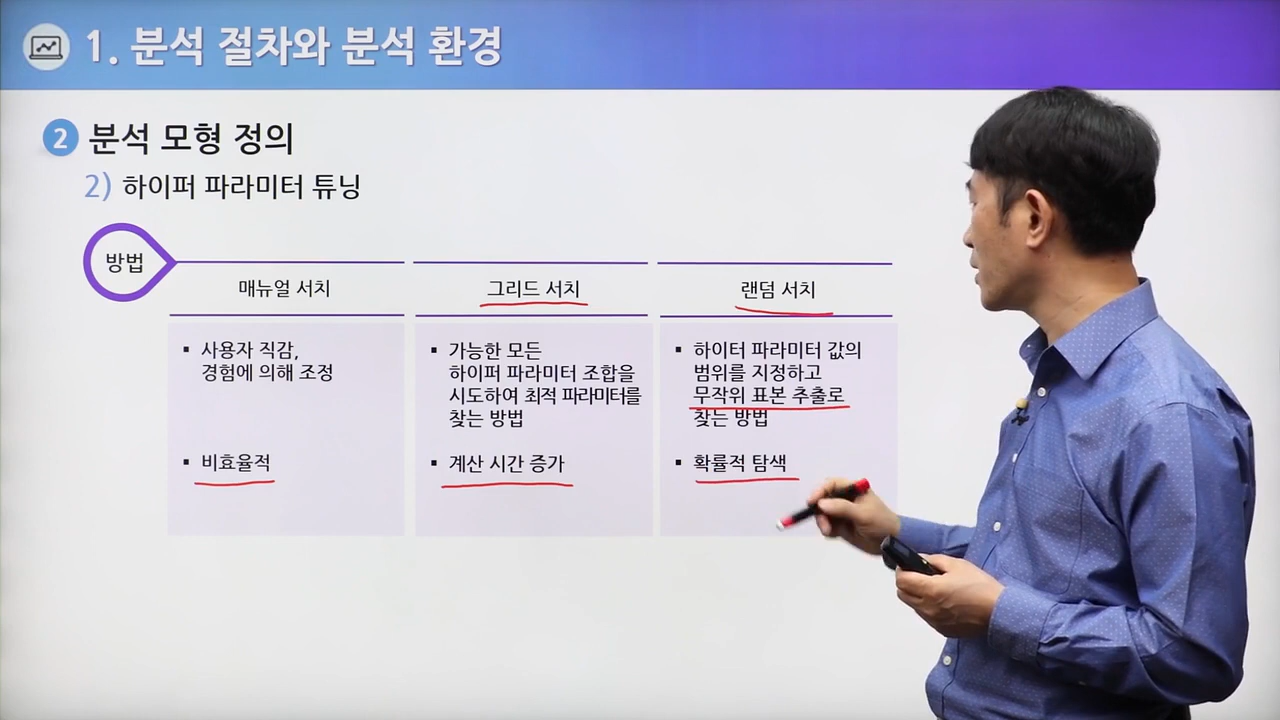 1. 분석 절차와 분석 환경
2 분석 모형 정의
2) 하이퍼 파라미터 튜닝
방법
매뉴얼 서치
▪ 사용자 직감,
경험에 의해 조정
▪ 비효율적
그리드 서치
▪ 가능한 모든
하이퍼 파라미터 조합을
시도하여 최적 파라미터를
찾는 방법
▪ 계산 시간 증가
랜덤 서치
▪ 하이터 파라미터 값의
범위를 지정하고
무작위 표본 추출로
찾는 방법
▪ 확률적 탐색